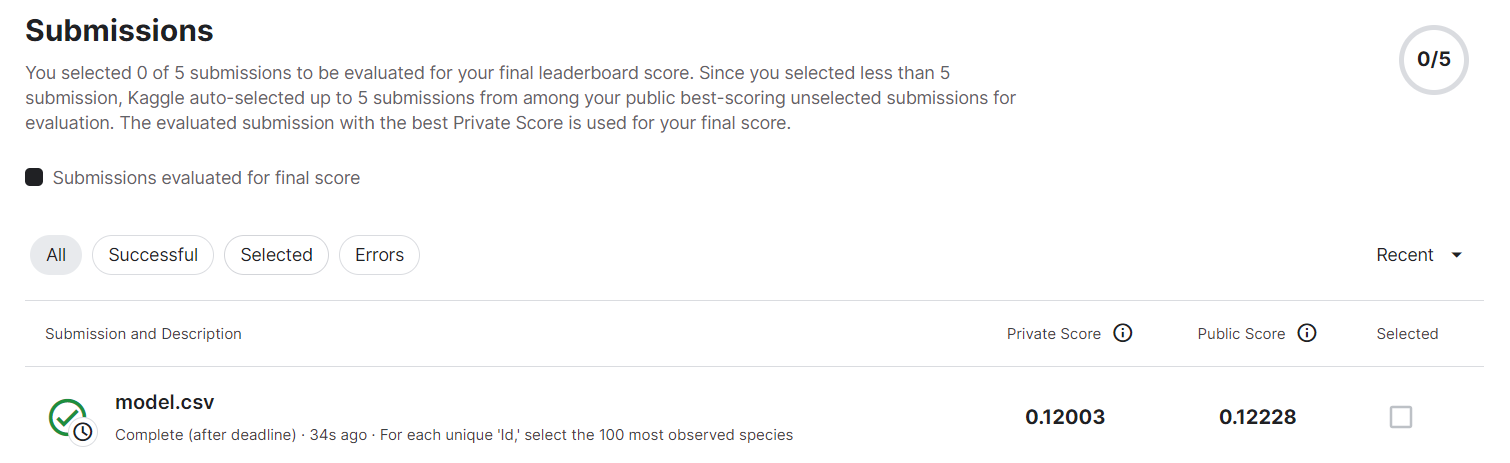 Submissions
0/5
You selected 0 of 5 submissions to be evaluated for your final leaderboard score. Since you selected less than 5
submission, Kaggle auto-selected up to 5 submissions from among your public best-scoring unselected submissions for
evaluation. The evaluated submission with the best Private Score is used for your final score.
Submissions evaluated for final score
All Successful Selected Errors Recent
Submission and Description Private Score Public Score Selected
model.csv
0.12003 0.12228
Complete (after deadline) · 34s ago · For each unique 'Id,' select the 100 most observed species